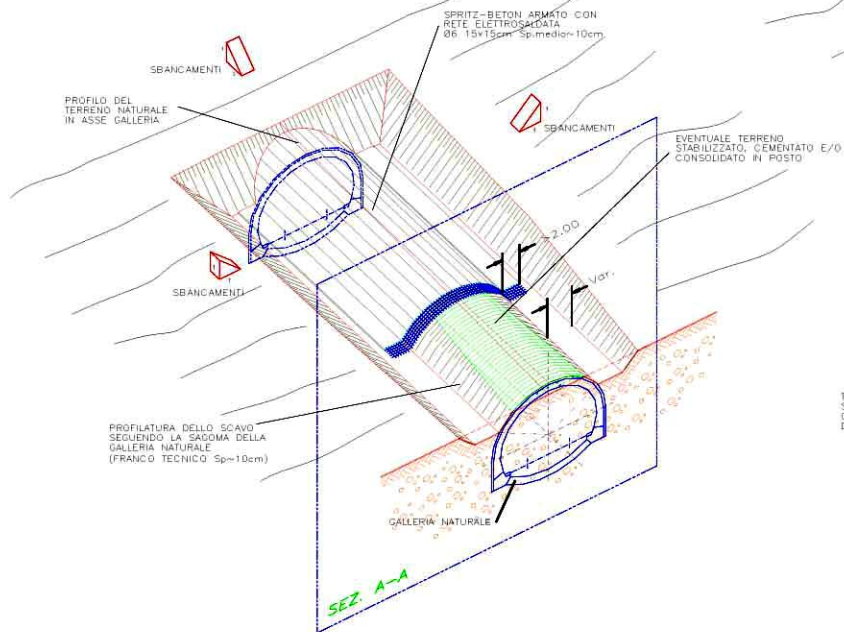 SPRITZ-BETON ARMATO CON
RETE ELETTROSALDATA
Ø6 15x15cm Sp.medio~10cm
SBANCAMENTI
PROFILO DEL
TERRENO NATURALE
IN ASSE GALLERIA
SBANCAMENTI
EVENTUALE TERRENO
STABILIZZATO, CEMENTATO E/O
CONSOLIDATO IN POSTO
~2.00
Var.
SBANCAMENTI
PROFILATURA DELLO SCAVO
SEGUENDO LA SAGOMA DELLA
GALLERIA NATURALE
(FRANCO TECNICO Sp~10cm)
GALLERIA NATURALE
SEZ. A-A